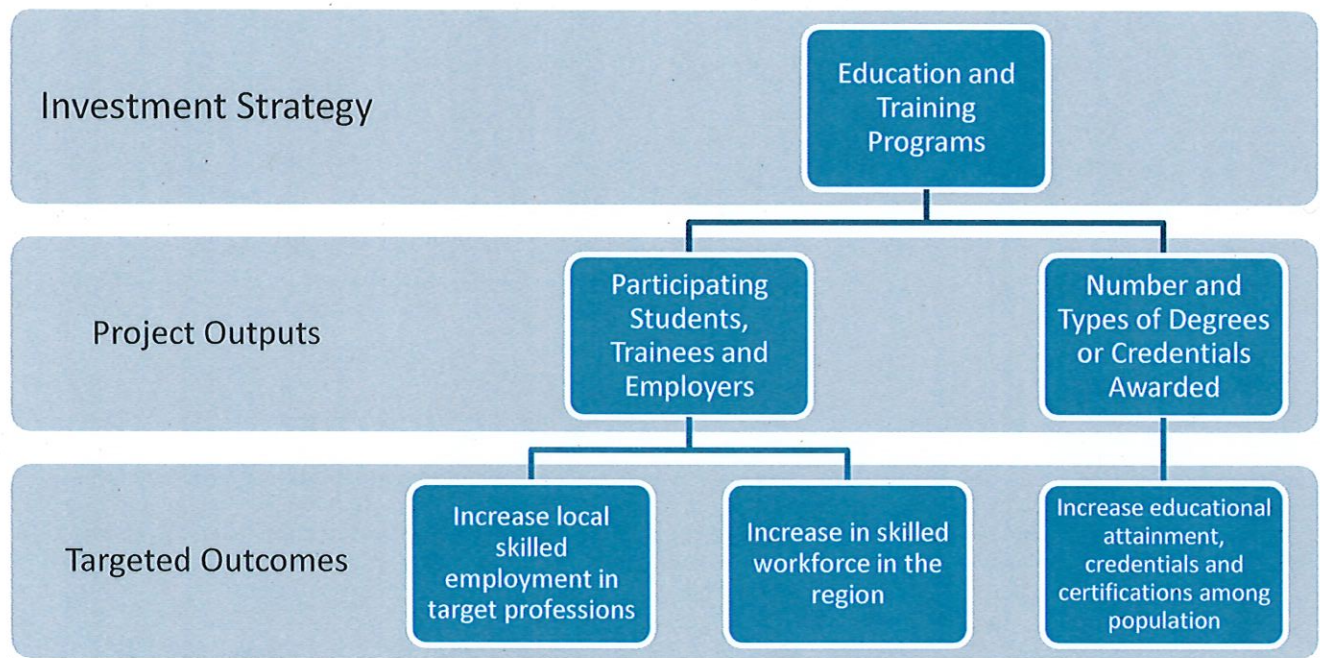 Investment Strategy
Education and
Training
Programs
Project Outputs
Participating
Students,
Trainees and
Employers
Number and
Types of Degrees
or Credentials
Awarded
Targeted Outcomes
Increase local
skilled
employment in
target professions
Increase in skilled
workforce in the
region
Increase educational
attainment,
credentials and
certifications among
population